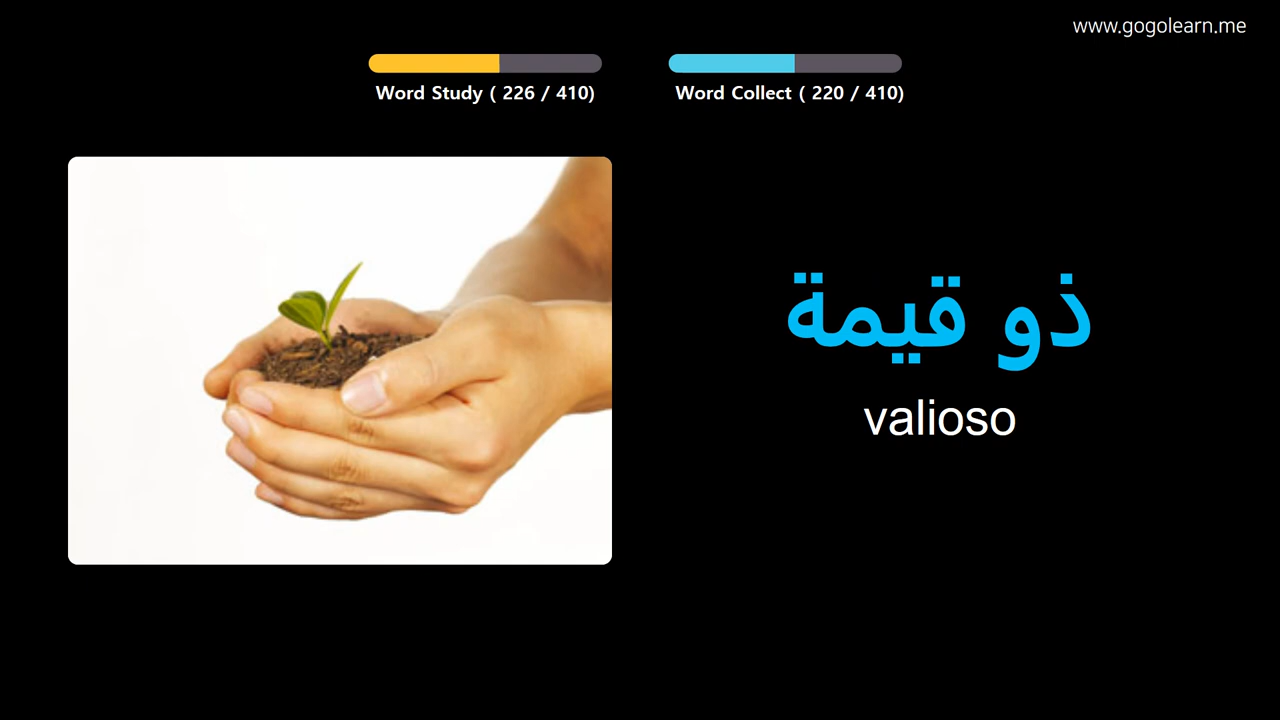 www.gogolearn.me
Word Study ( 226 / 410)
Word Collect ( 220 / 410)
ذو قيمة
valioso